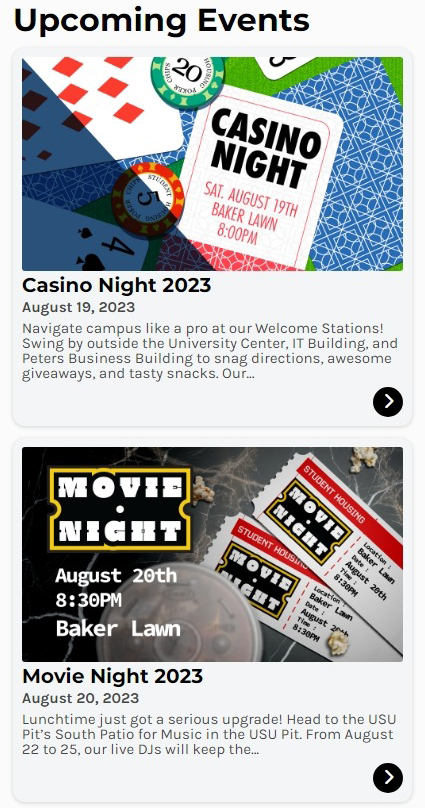 Upcoming Events
20
CASINO
NIGHT
SAT. AUGUST 19TH
BAKER LAWN
8:00PM
5
4
Casino Night 2023
August 19, 2023
Navigate campus like a pro at our Welcome Stations!
Swing by outside the University Center, IT Building, and
Peters Business Building to snag directions, awesome
giveaways, and tasty snacks. Our...
MOVIE
NIGHT
August 20th
8:30PM
Baker Lawn
STUDENT HOUSING
MOVIE
NIGHT
Location :
Baker Lawn
Date :
August 20th
Time :
8:30PM
STUDENT HOUSING
MOVIE
NIGHT
Location :
Baker Lawn
Date :
Time :
8:30PM
Movie Night 2023
August 20, 2023
Lunchtime just got a serious upgrade! Head to the USU
Pit's South Patio for Music in the USU Pit. From August
22 to 25, our live DJs will keep the...